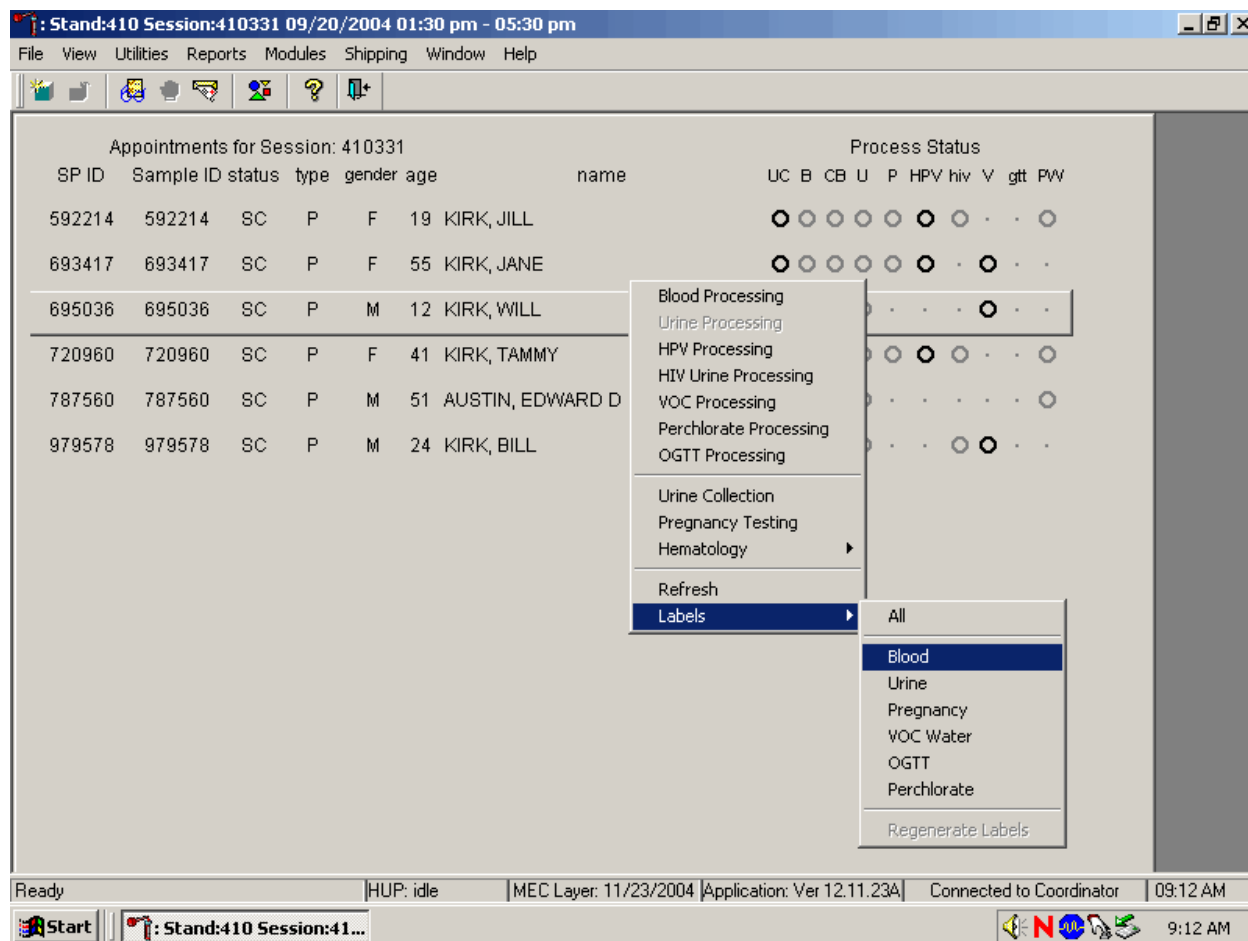 : Stand:410 Session:410331 09/20/2004 01:30 pm - 05:30 pm
File View Utilities Reports Modules Shipping Window Help
Appointments for Session: 410331 Process Status
SP ID Sample ID status type gender age name UC B CB U P HPV hiv V gtt PW
592214 592214 SC P F 19 KIRK, JILL
693417 693417 SC P F 55 KIRK, JANE
695036 695036 SC P M 12 KIRK, WILL
720960 720960 SC P F 41 KIRK, TAMMY
787560 787560 SC P M 51 AUSTIN, EDWARD D
979578 979578 SC P M 24 KIRK, BILL
Blood Processing
Urine Processing
HPV Processing
HIV Urine Processing
VOC Processing
Perchlorate Processing
OGTT Processing
Urine Collection
Pregnancy Testing
Hematology
Refresh
Labels
All
Blood
Urine
Pregnancy
VOC Water
OGTT
Perchlorate
Regenerate Labels
Ready HUP: idle MEC Layer: 11/23/2004 Application: Ver 12.11.23A Connected to Coordinator 09:12 AM
Start : Stand:410 Session:41... N 9:12 AM